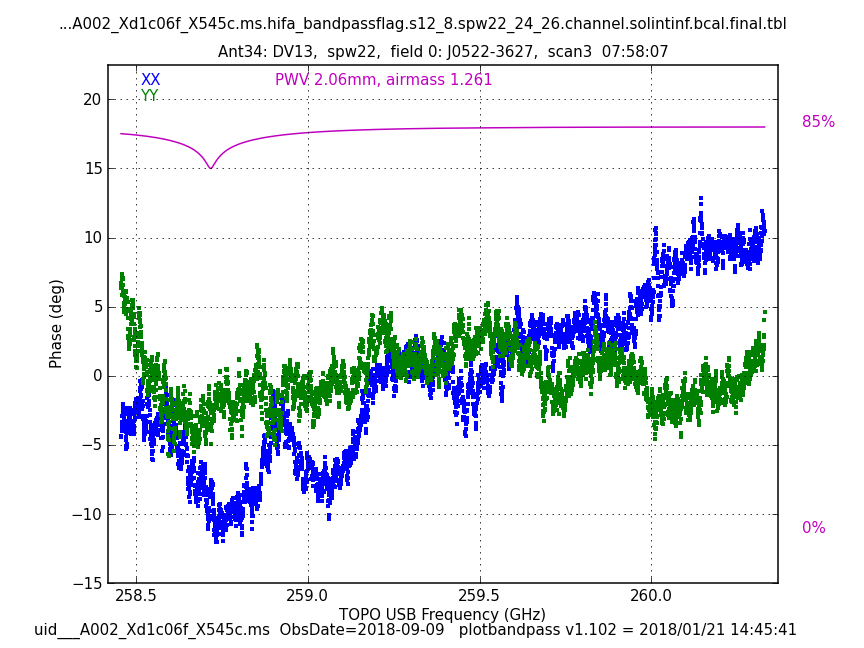 ...A002_Xd1c06f_X545c.ms.hifa_bandpassflag.s12_8.spw22_24_26.channel.solintinf.bcal.final.tbl
Ant34: DV13,  spw22,  field 0: J0522-3627,  scan3  07:58:07
XX
PWV 2.06mm, airmass 1.261
YY
20
85%
15
10
5
0
−5
−10
0%
−15
Phase (deg)
258.5
259.0
259.5
260.0
TOPO USB Frequency (GHz)
uid___A002_Xd1c06f_X545c.ms  ObsDate=2018-09-09   plotbandpass v1.102 = 2018/01/21 14:45:41